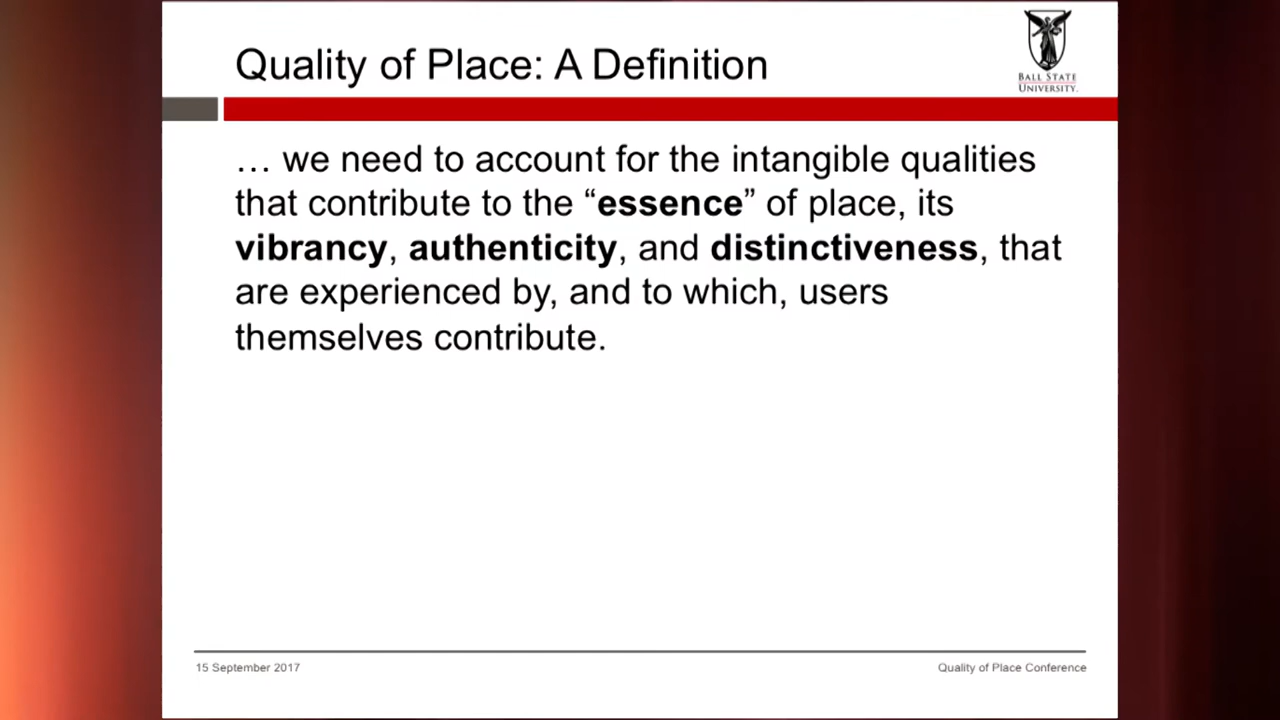 Quality of Place: A Definition
BALL STATE
UNIVERSITY.
… we need to account for the intangible qualities
that contribute to the “essence” of place, its
vibrancy, authenticity, and distinctiveness, that
are experienced by, and to which, users
themselves contribute.
15 September 2017
Quality of Place Conference